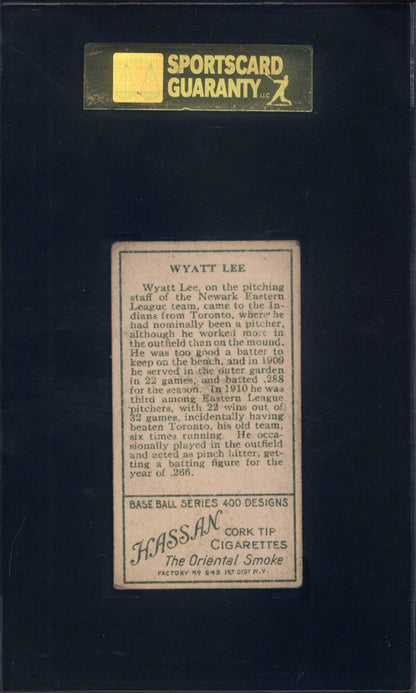 SPORTSCARD
GUARANTY LLC
WYATT LEE
Wyatt Lee, on the pitching
staff of the Newark Eastern
League team, came to the In-
dians from Toronto, where he
had nominally been a pitcher,
although he worked more in
the outfield than on the mound.
He was too good a batter to
keep on the bench, and in 1909
he served in the outer garden
in 22 games, and batted .288
for the season. In 1910 he was
third among Eastern League
pitchers, with 22 wins out of
32 games, incidentally having
beaten Toronto, his old team,
six times running. He occa-
sionally played in the outfield
and acted as pinch hitter, get-
ting a batting figure for the
year of .266.
BASE BALL SERIES 400 DESIGNS
HASSAN
CORK TIP
CIGARETTES
The Oriental Smoke
FACTORY Nº 649 1ST DIST N.Y.